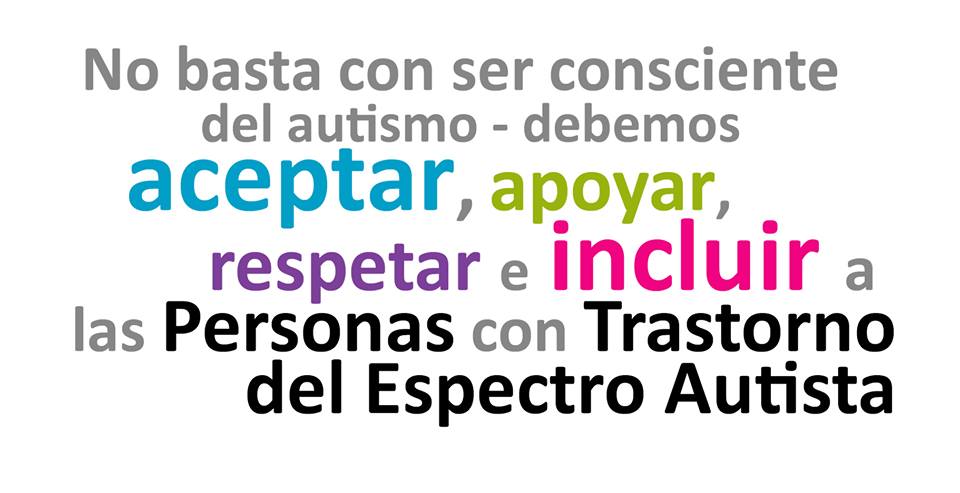 No basta con ser consciente
del autismo - debemos
aceptar, apoyar,
respetar e incluir a
las Personas con Trastorno
del Espectro Autista